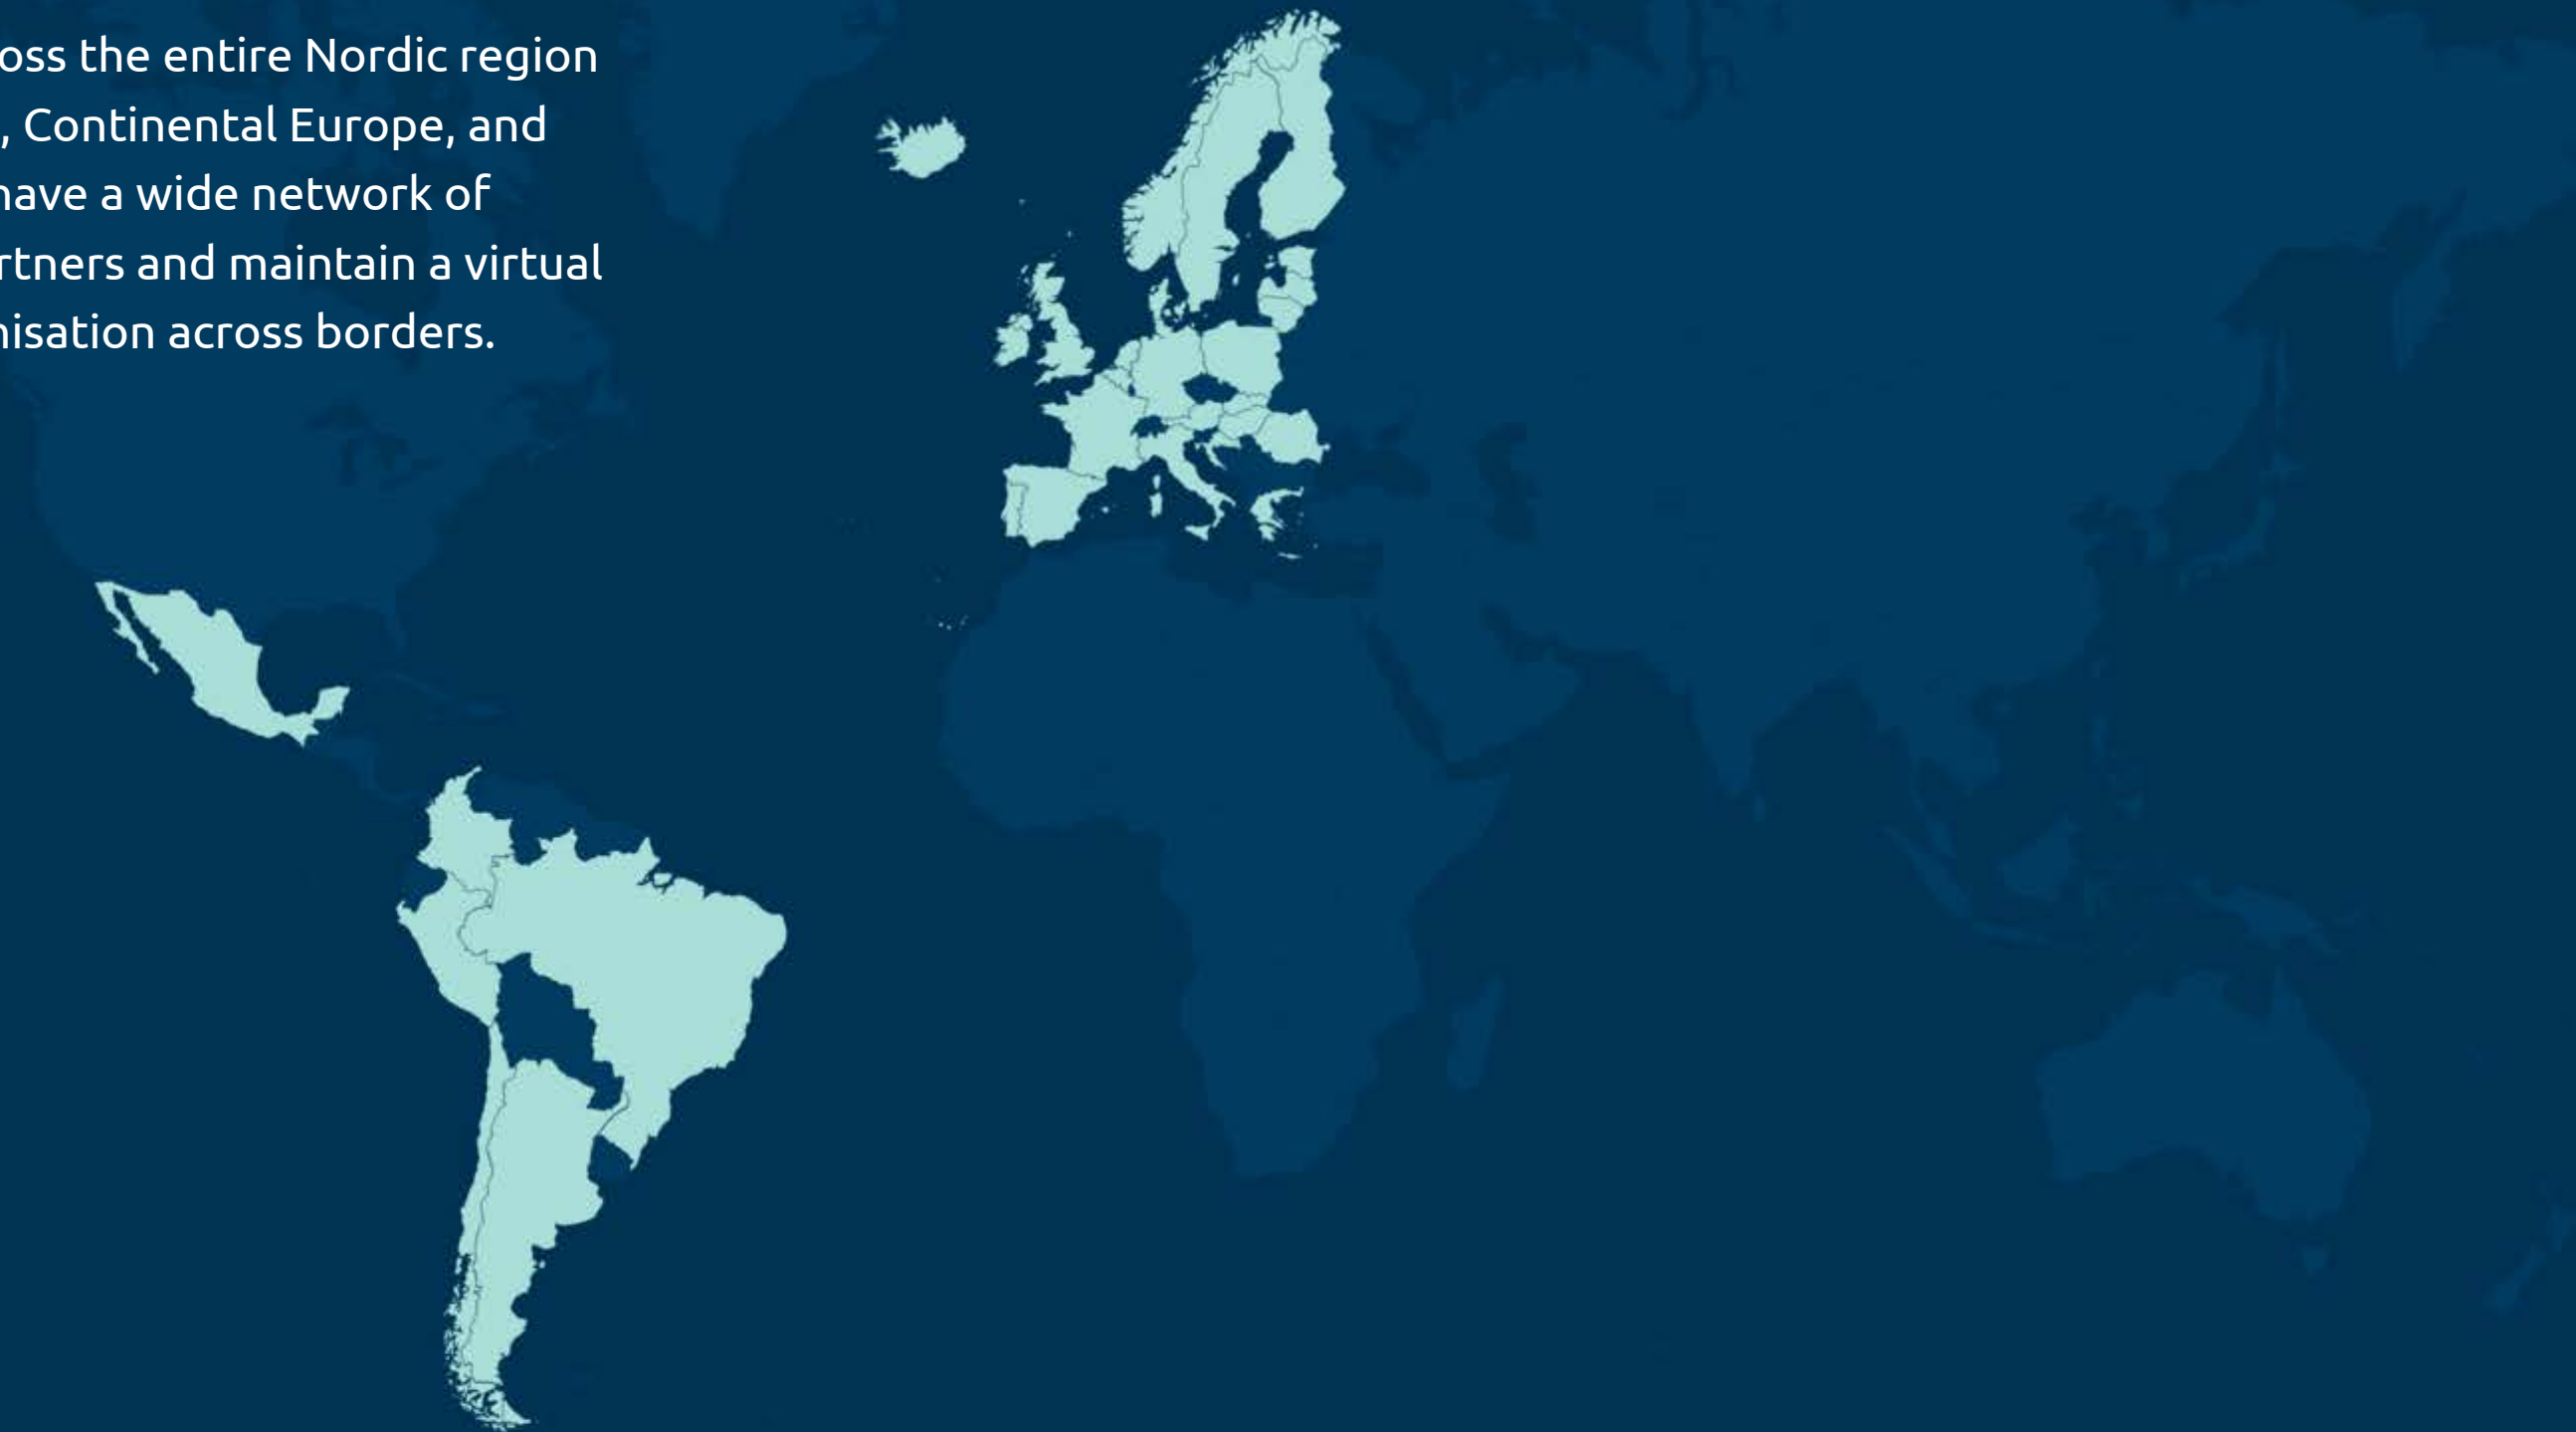 oss the entire Nordic region
, Continental Europe, and
have a wide network of
rtners and maintain a virtual
nisation across borders.